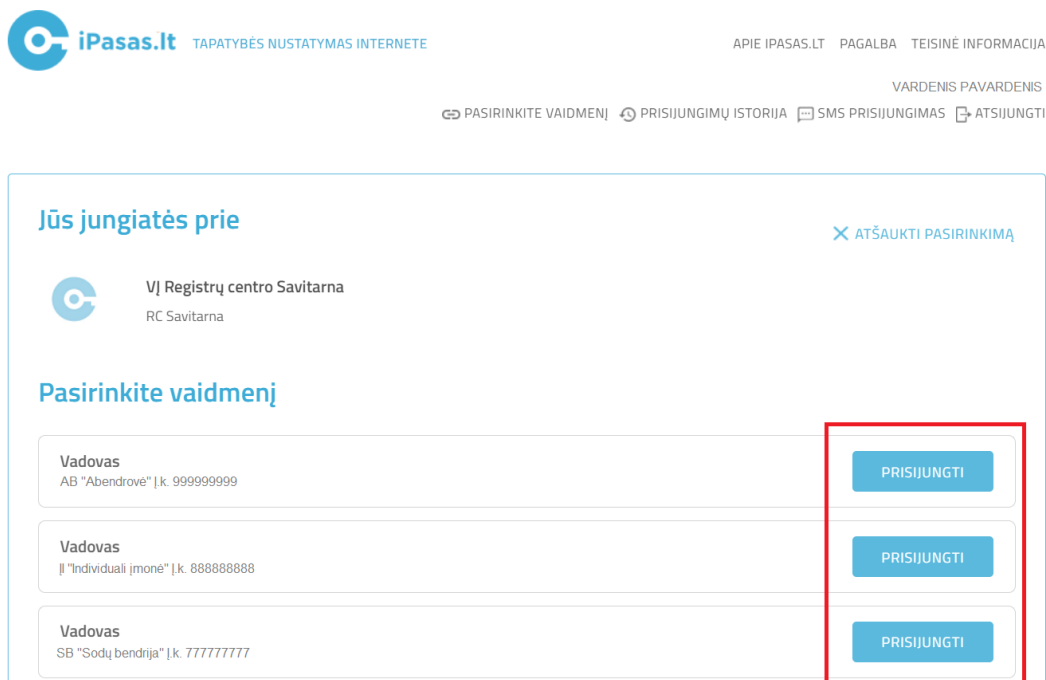 iPasas.lt TAPATYBĖS NUSTATYMAS INTERNETE APIE IPASAS.LT PAGALBA TEISINĖ INFORMACIJA
VARDENIS PAVARDENIS
PASIRINKITE VAIDMENĮ PRISIJUNGIMŲ ISTORIJA SMS PRISIJUNGIMAS ATSIJUNGTI
Jūs jungiatės prie
ATŠAUKTI PASIRINKIMĄ
VĮ Registrų centro Savitarna
RC Savitarna
Pasirinkite vaidmenį
Vadovas
AB "Abendrovė" Į.k. 999999999
PRISIJUNGTI
Vadovas
ĮI "Individuali įmonė" Į.k. 888888888
PRISIJUNGTI
Vadovas
SB "Sodų bendrija" Į.k. 777777777
PRISIJUNGTI